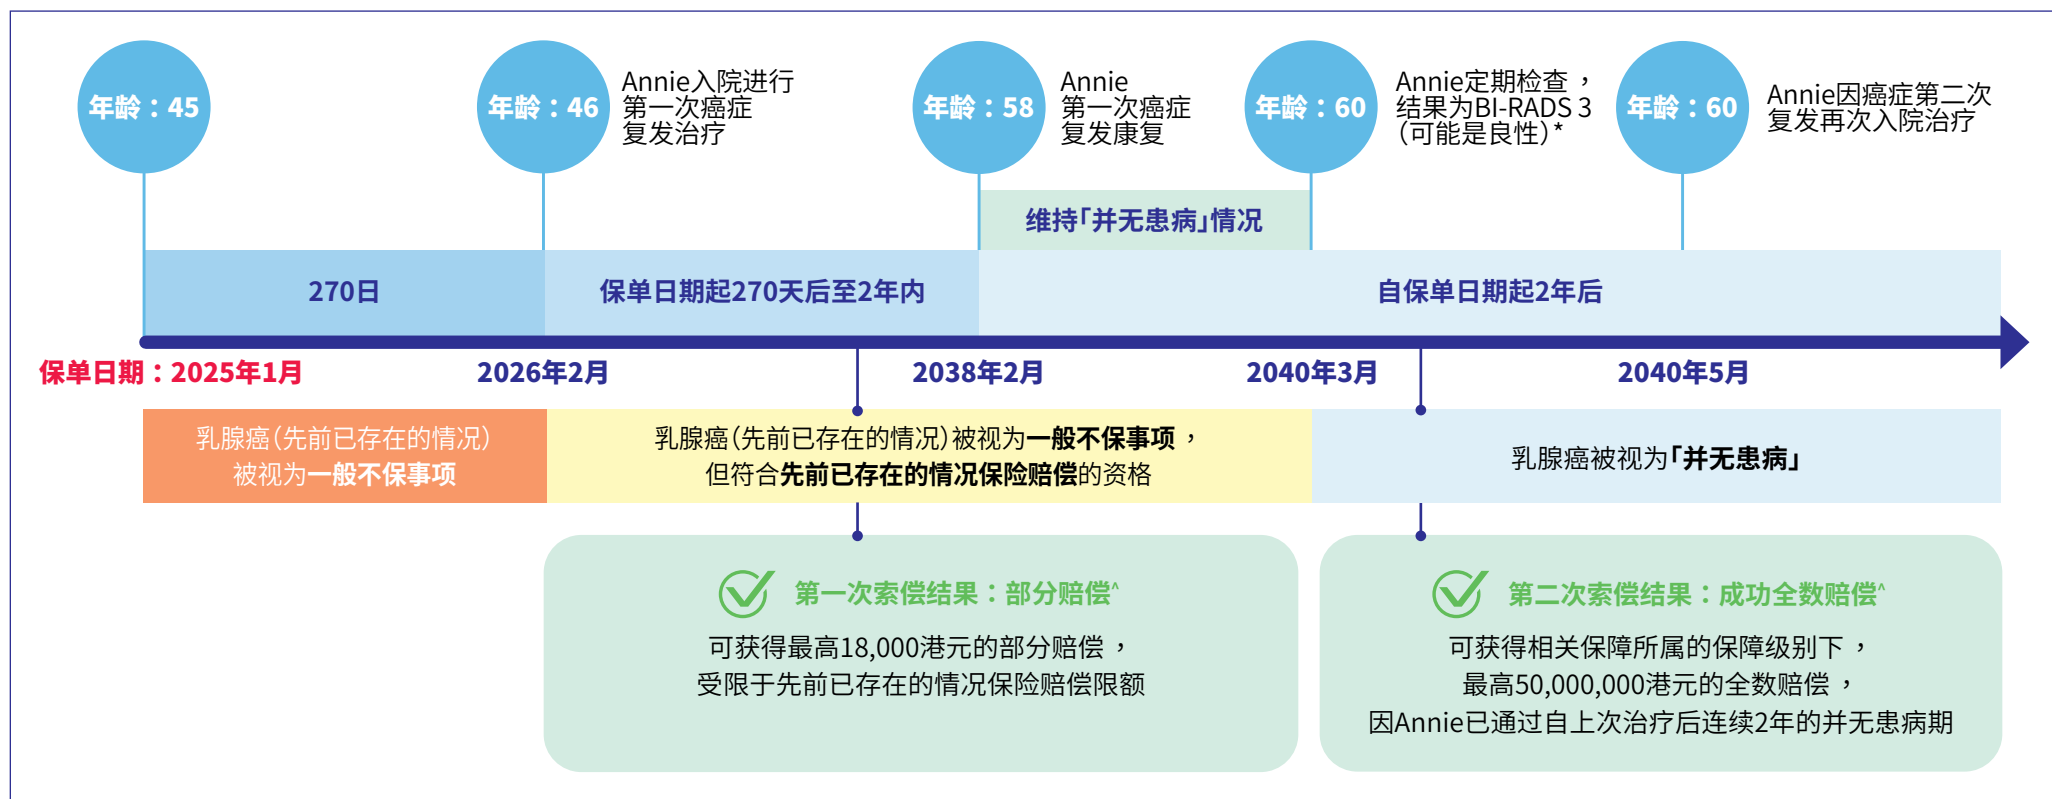 年龄：45
年龄：46
Annie入院进行
第一次癌症
复发治疗
年龄：58
Annie
第一次癌症
复发康复
年龄：60
Annie定期检查，
结果为BI-RADS 3
（可能是良性）*
年龄：60
Annie因癌症第二次
复发再次入院治疗
维持「并无患病」情况
270日
保单日期起270天后至2年内
自保单日期起2年后
保单日期：2025年1月
2026年2月
2038年2月
2040年3月
2040年5月
乳腺癌（先前已存在的情况）
被视为一般不保事项
乳腺癌（先前已存在的情况）被视为一般不保事项，
但符合先前已存在的情况保险赔偿的资格
乳腺癌被视为「并无患病」
第一次索偿结果：部分赔偿^
可获得最高18,000港元的部分赔偿，
受限于先前已存在的情况保险赔偿限额
第二次索偿结果：成功全数赔偿^
可获得相关保障所属的保障级别下，
最高50,000,000港元的全数赔偿，
因Annie已通过自上次治疗后连续2年的并无患病期